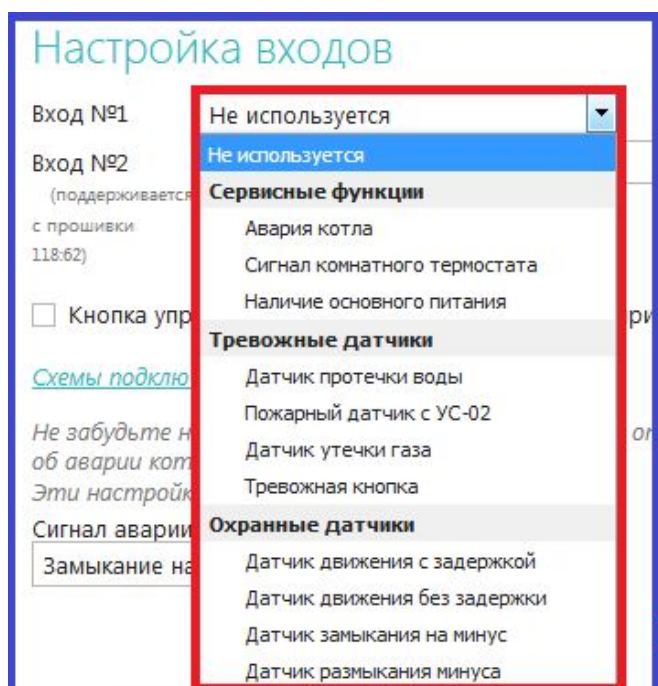 Настройка входов
Вход №1
Не используется
Вход №2
Не используется
(поддерживается
с прошивки
118:62)
Сервисные функции
Авария котла
Сигнал комнатного термостата
Наличие основного питания
Кнопка упр
ри
Тревожные датчики
Схемы подклю
Датчик протечки воды
Пожарный датчик с УС-02
Не забудьте н
об аварии кот
Датчик утечки газа
Эти настройк
Тревожная кнопка
Сигнал аварии
Охранные датчики
Замыкание на
Датчик движения с задержкой
Датчик движения без задержки
Датчик замыкания на минус
Датчик размыкания минуса